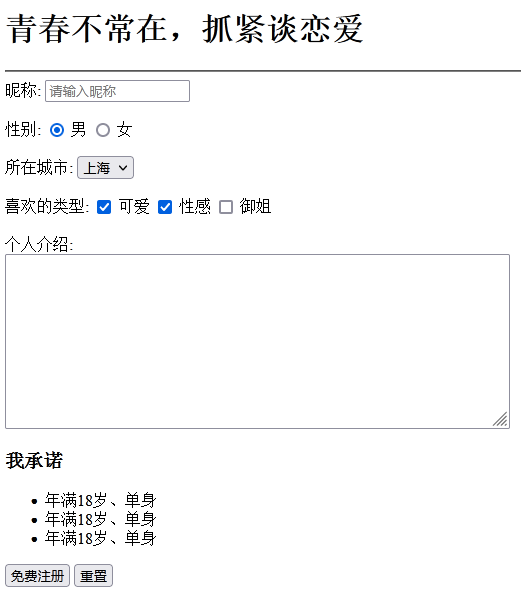 青春不常在，抓紧谈恋爱
昵称: 请输入昵称
性别: 男 女
所在城市: 上海
喜欢的类型: 可爱 性感 御姐
个人介绍:
我承诺
年满18岁、单身
年满18岁、单身
年满18岁、单身
免费注册 重置